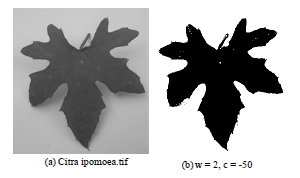 (a) Citra ipomoea.tif
(b) w = 2, c = -50